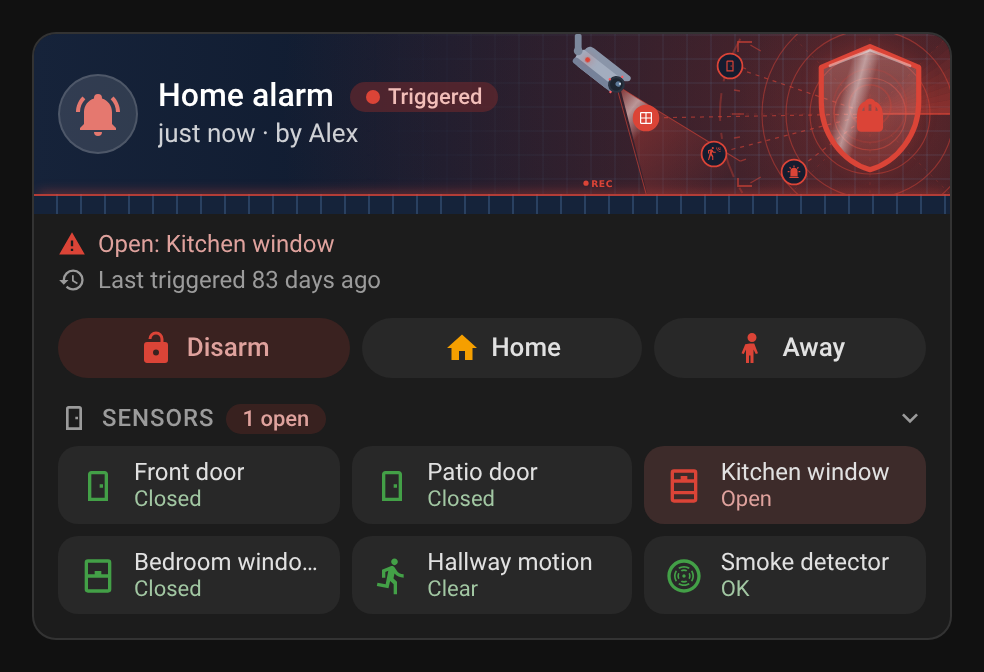 Home alarm
Triggered
just now · by Alex
REC
Open: Kitchen window
Last triggered 83 days ago
Disarm
Home
Away
SENSORS
1 open
Front door
Closed
Patio door
Closed
Kitchen window
Open
Bedroom windo...
Closed
Hallway motion
Clear
Smoke detector
OK